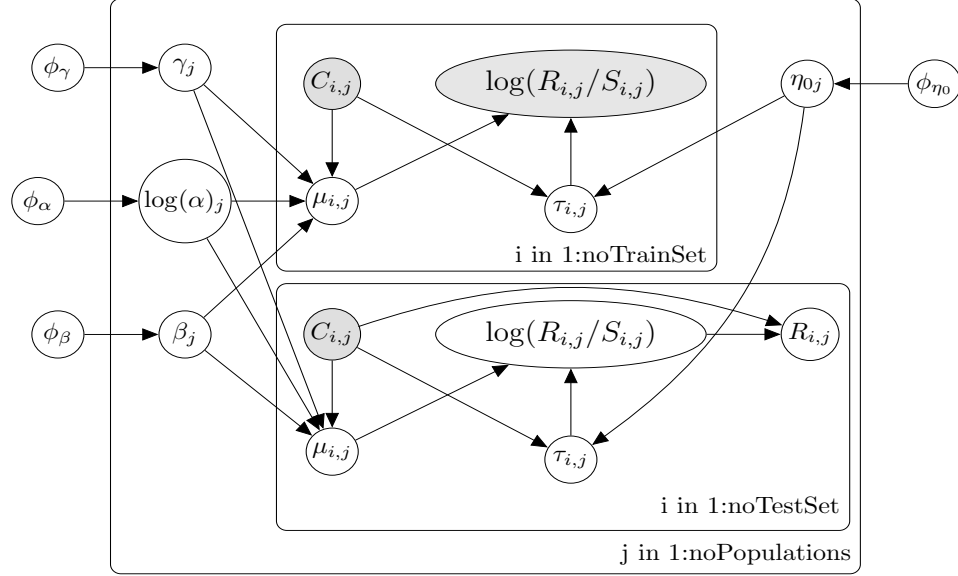 ϕ_γ
γ_j
C_{i,j}
log(R_{i,j}/S_{i,j})
η_{0j}
ϕ_{η_0}
ϕ_α
log(α)_j
μ_{i,j}
τ_{i,j}
i in 1:noTrainSet
ϕ_β
β_j
C_{i,j}
log(R_{i,j}/S_{i,j})
R_{i,j}
μ_{i,j}
τ_{i,j}
i in 1:noTestSet
j in 1:noPopulations